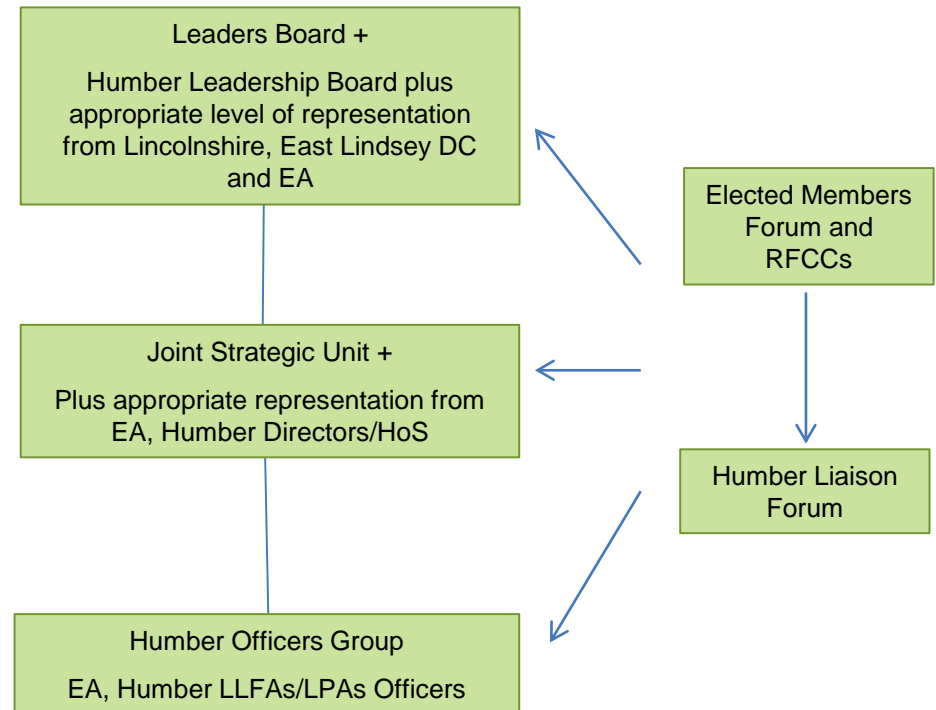 Leaders Board +
Humber Leadership Board plus
appropriate level of representation
from Lincolnshire, East Lindsey DC
and EA
Elected Members
Forum and
RFCCs
Joint Strategic Unit +
Plus appropriate representation from
EA, Humber Directors/HoS
Humber Liaison
Forum
Humber Officers Group
EA, Humber LLFAs/LPAs Officers